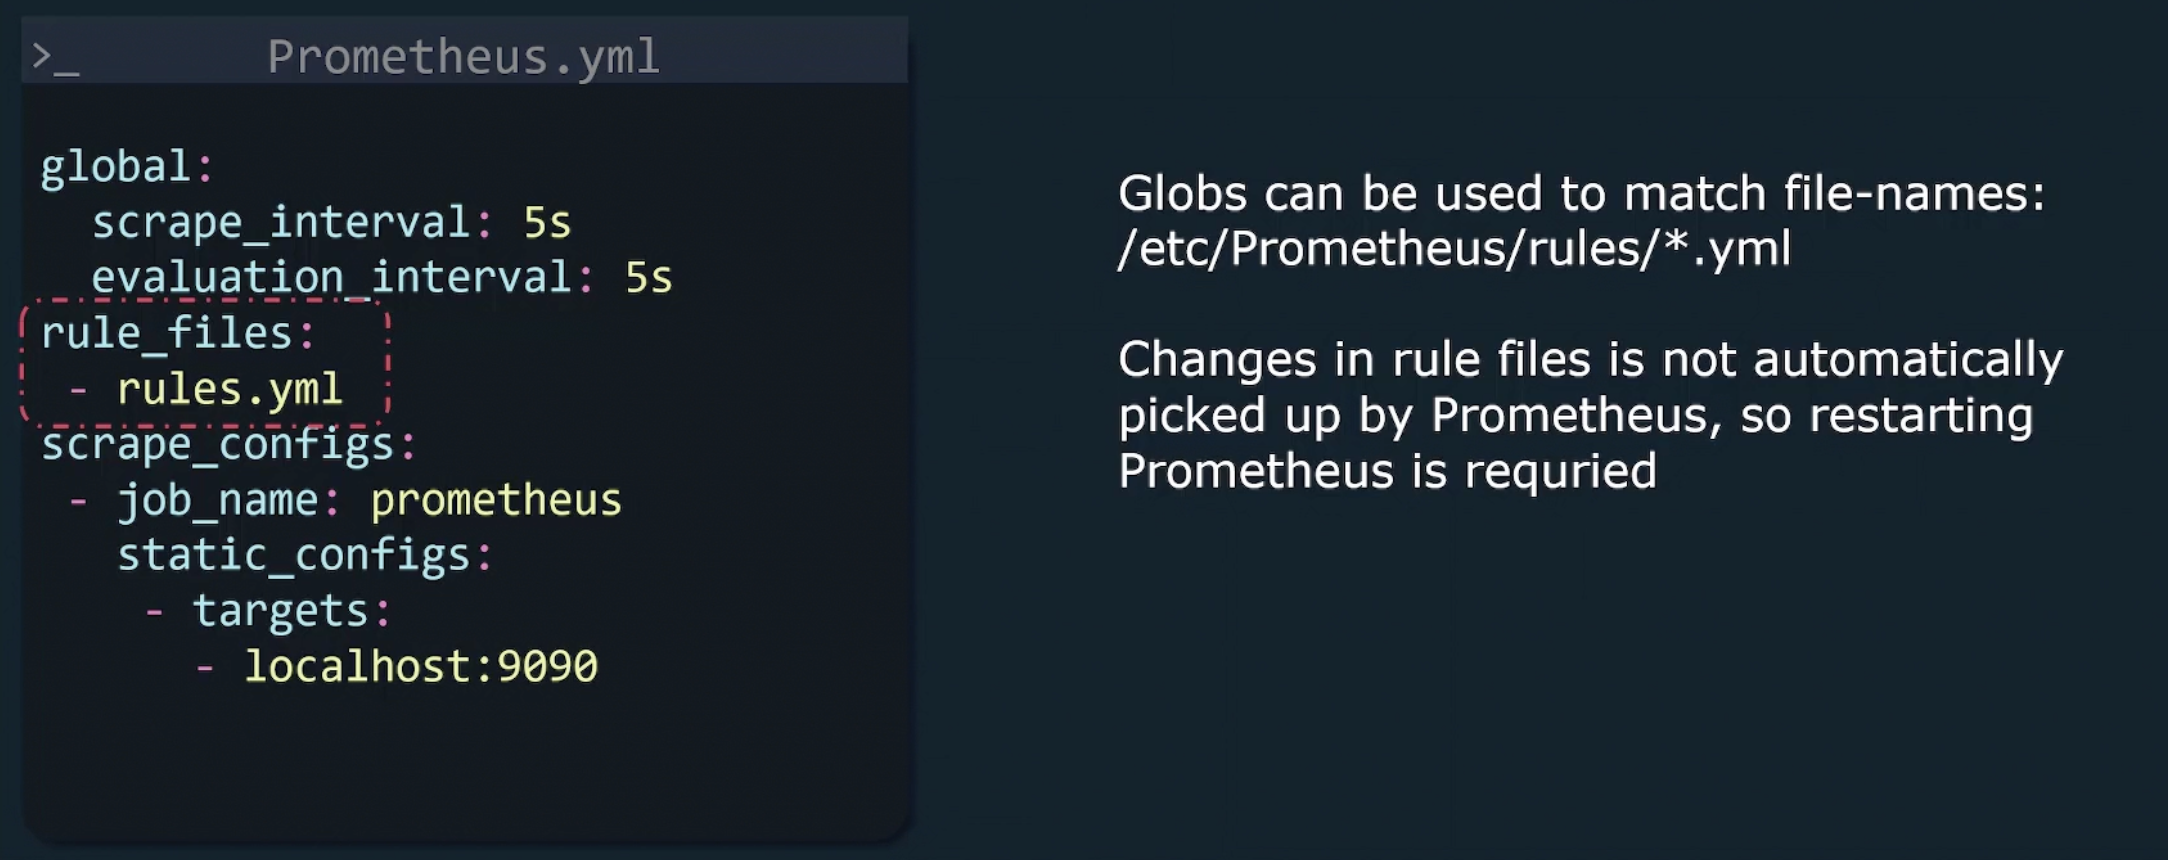 >_ Prometheus.yml
global:
  scrape_interval: 5s
  evaluation_interval: 5s
rule_files:
 - rules.yml
scrape_configs:
 - job_name: prometheus
   static_configs:
    - targets:
      - localhost:9090
Globs can be used to match file-names:
/etc/Prometheus/rules/*.yml
Changes in rule files is not automatically
picked up by Prometheus, so restarting
Prometheus is requried